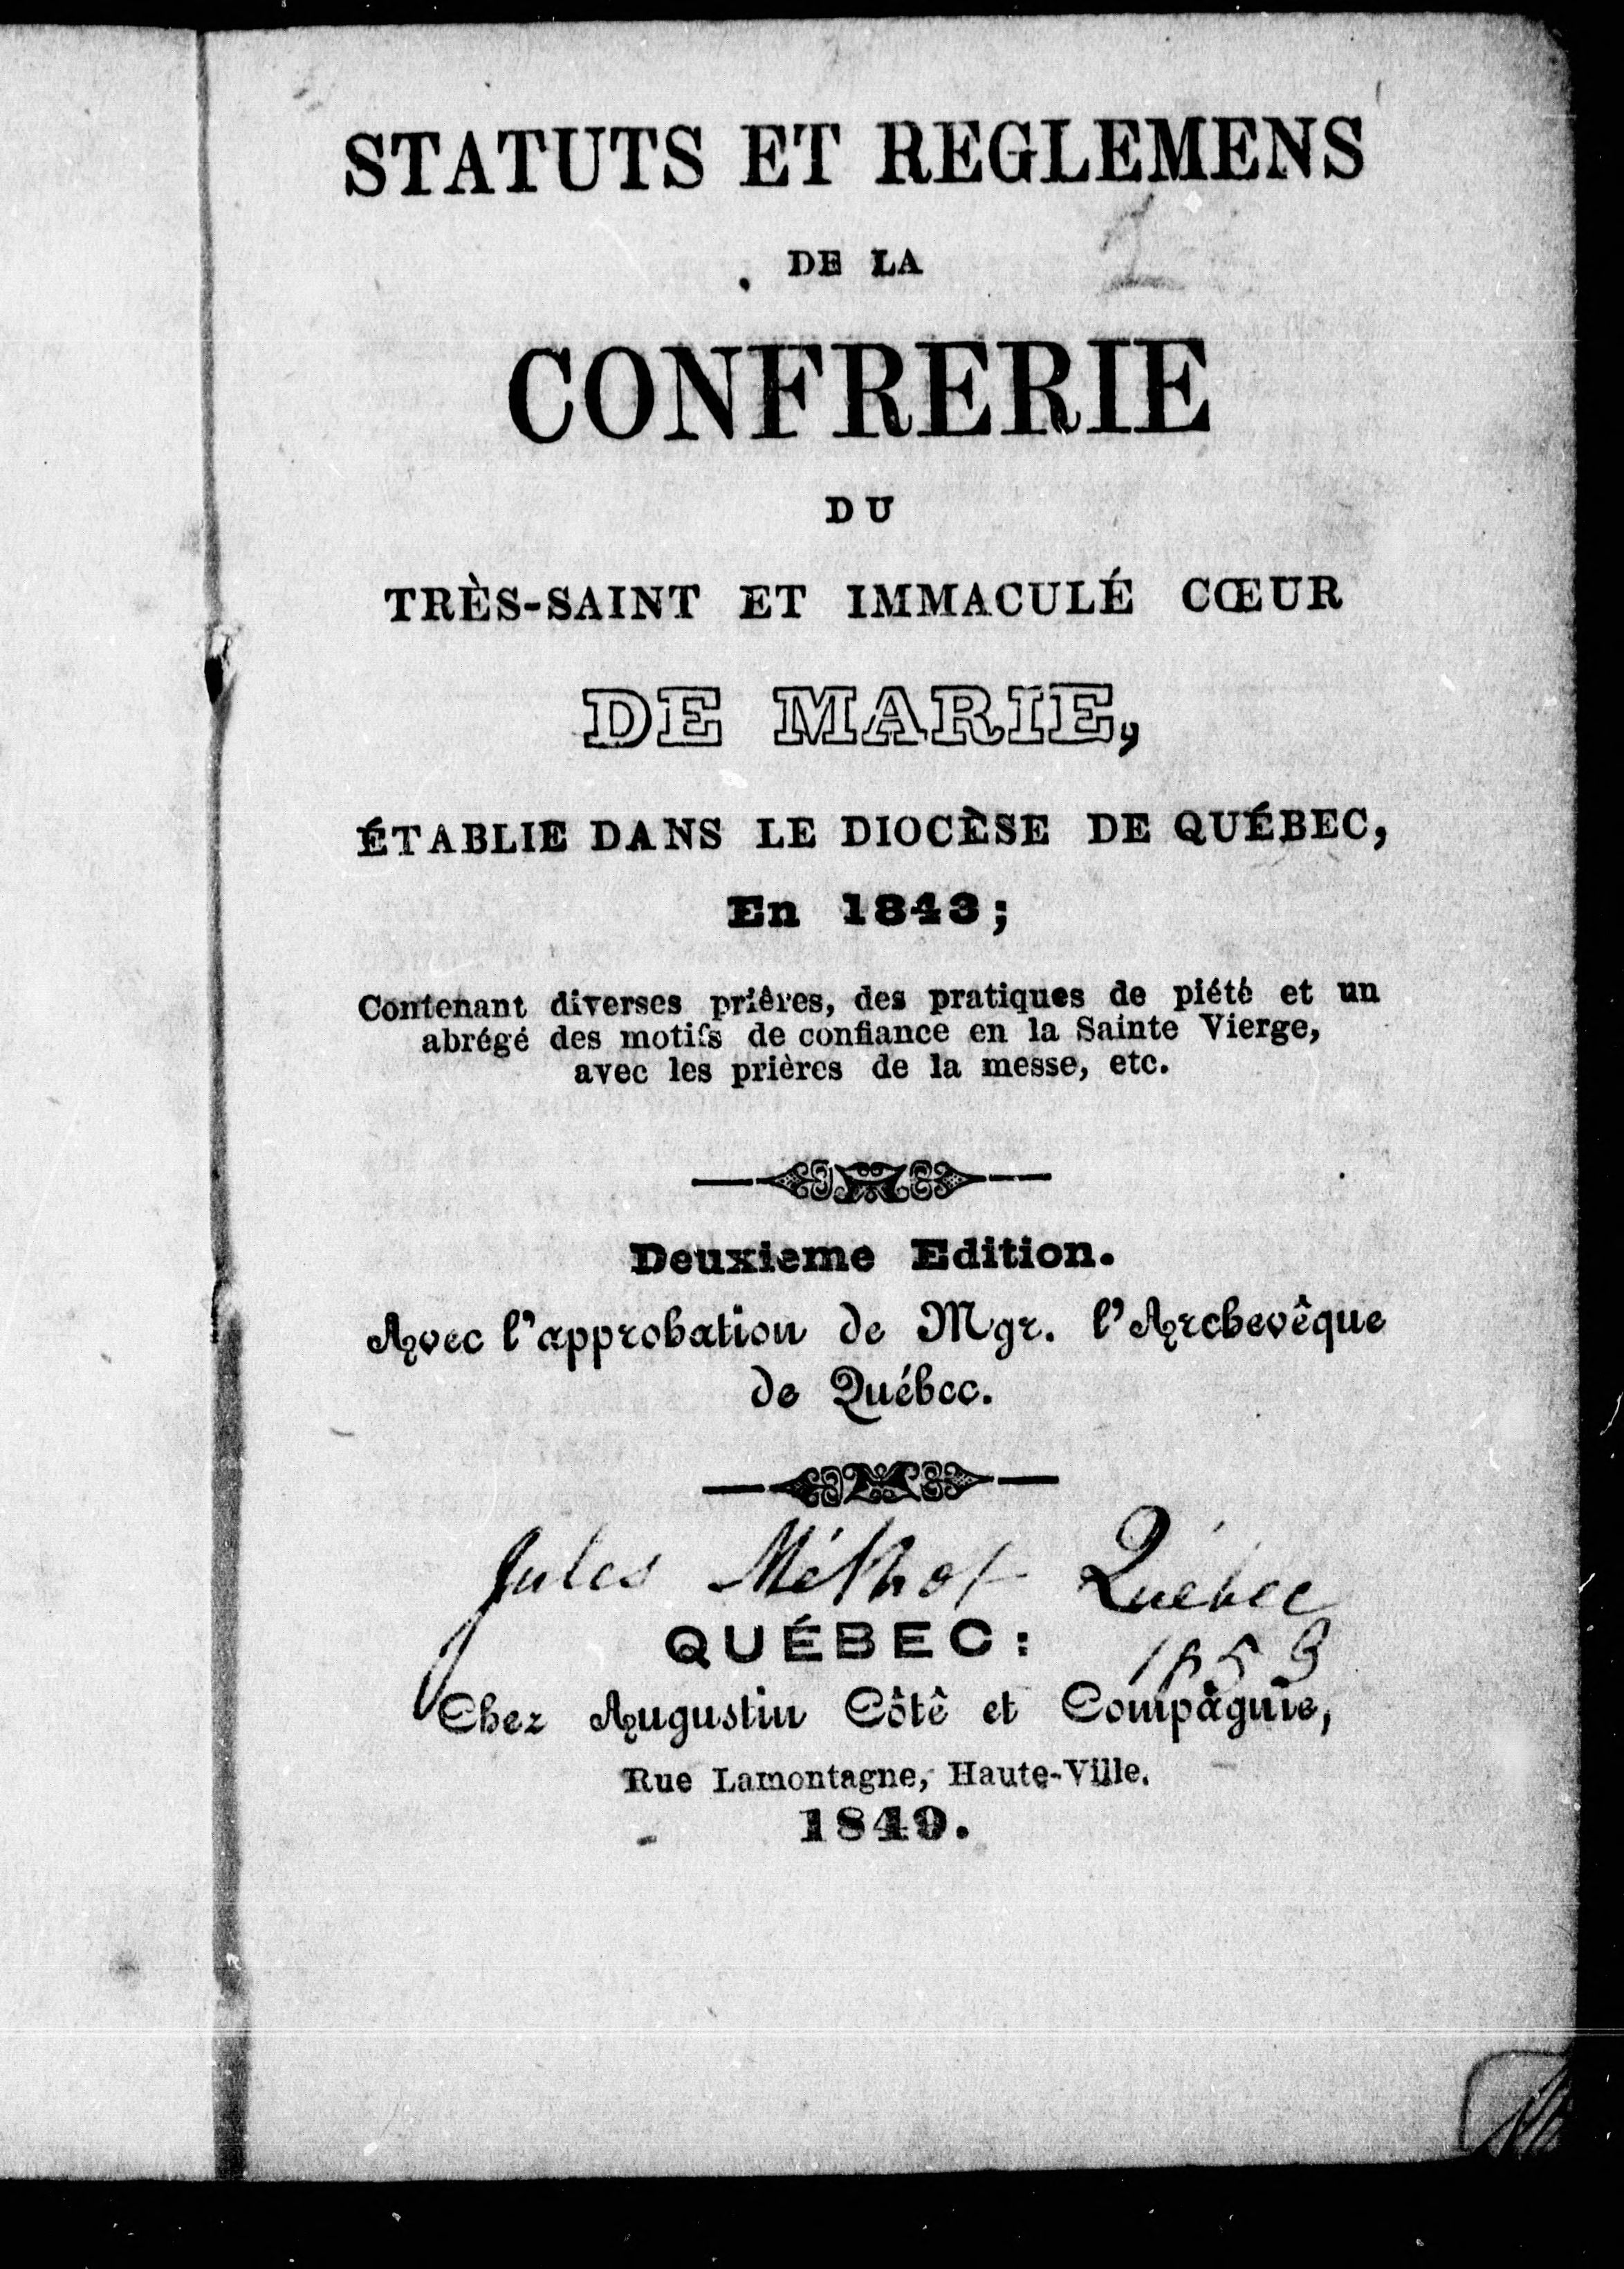 STATUTS ET REGLEMENS
DE LA
CONFRERIE
DU
TRÈS-SAINT ET IMMACULÉ CŒUR
DE MARIE,
ÉTABLIE DANS LE DIOCÈSE DE QUÉBEC,
En 1843;
Contenant diverses prières, des pratiques de piété et un
abrégé des motifs de confiance en la Sainte Vierge,
avec les prières de la messe, etc.
Deuxieme Edition.
Avec l'approbation de Mgr. l'Archevêque
de Québec.
Jules Méthot Québec
QUÉBEC:
1853
Chez Augustin Côté et Compagnie,
Rue Lamontagne, Haute-Ville.
1849.